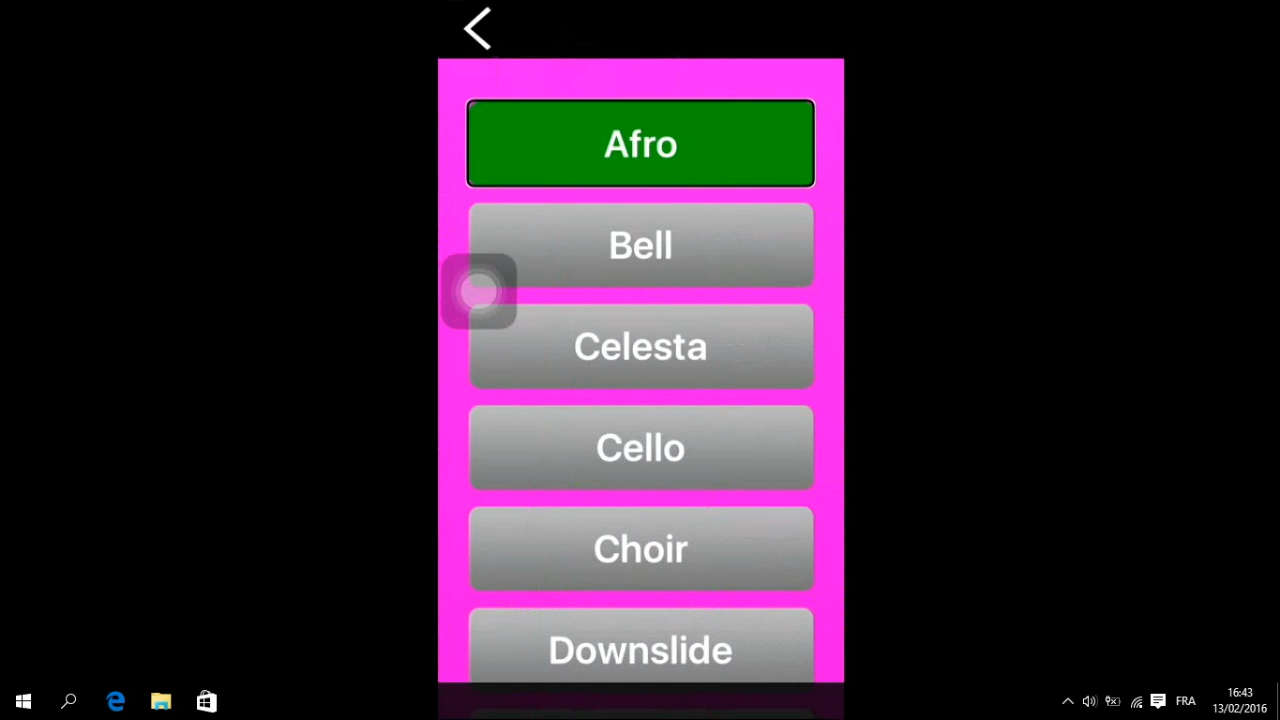 Afro
Bell
Celesta
Cello
Choir
Downslide
FRA
16:43
13/02/2016